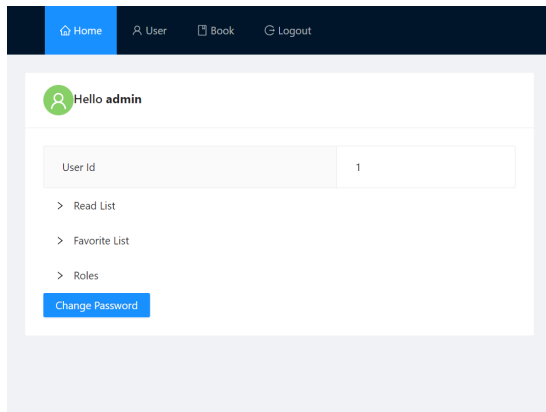 Home User Book Logout
Hello admin
User Id 1
Read List
Favorite List
Roles
Change Password